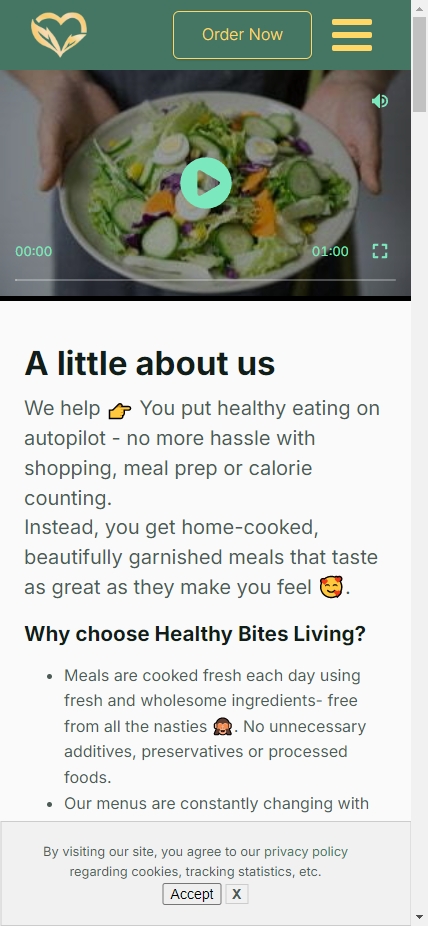 Order Now
00:00
01:00
A little about us
We help 👉 You put healthy eating on
autopilot - no more hassle with
shopping, meal prep or calorie
counting.
Instead, you get home-cooked,
beautifully garnished meals that taste
as great as they make you feel 🥰.
Why choose Healthy Bites Living?
• Meals are cooked fresh each day using
fresh and wholesome ingredients- free
from all the nasties 🙊. No unnecessary
additives, preservatives or processed
foods.
• Our menus are constantly changing with
By visiting our site, you agree to our privacy policy
regarding cookies, tracking statistics, etc.
Accept X